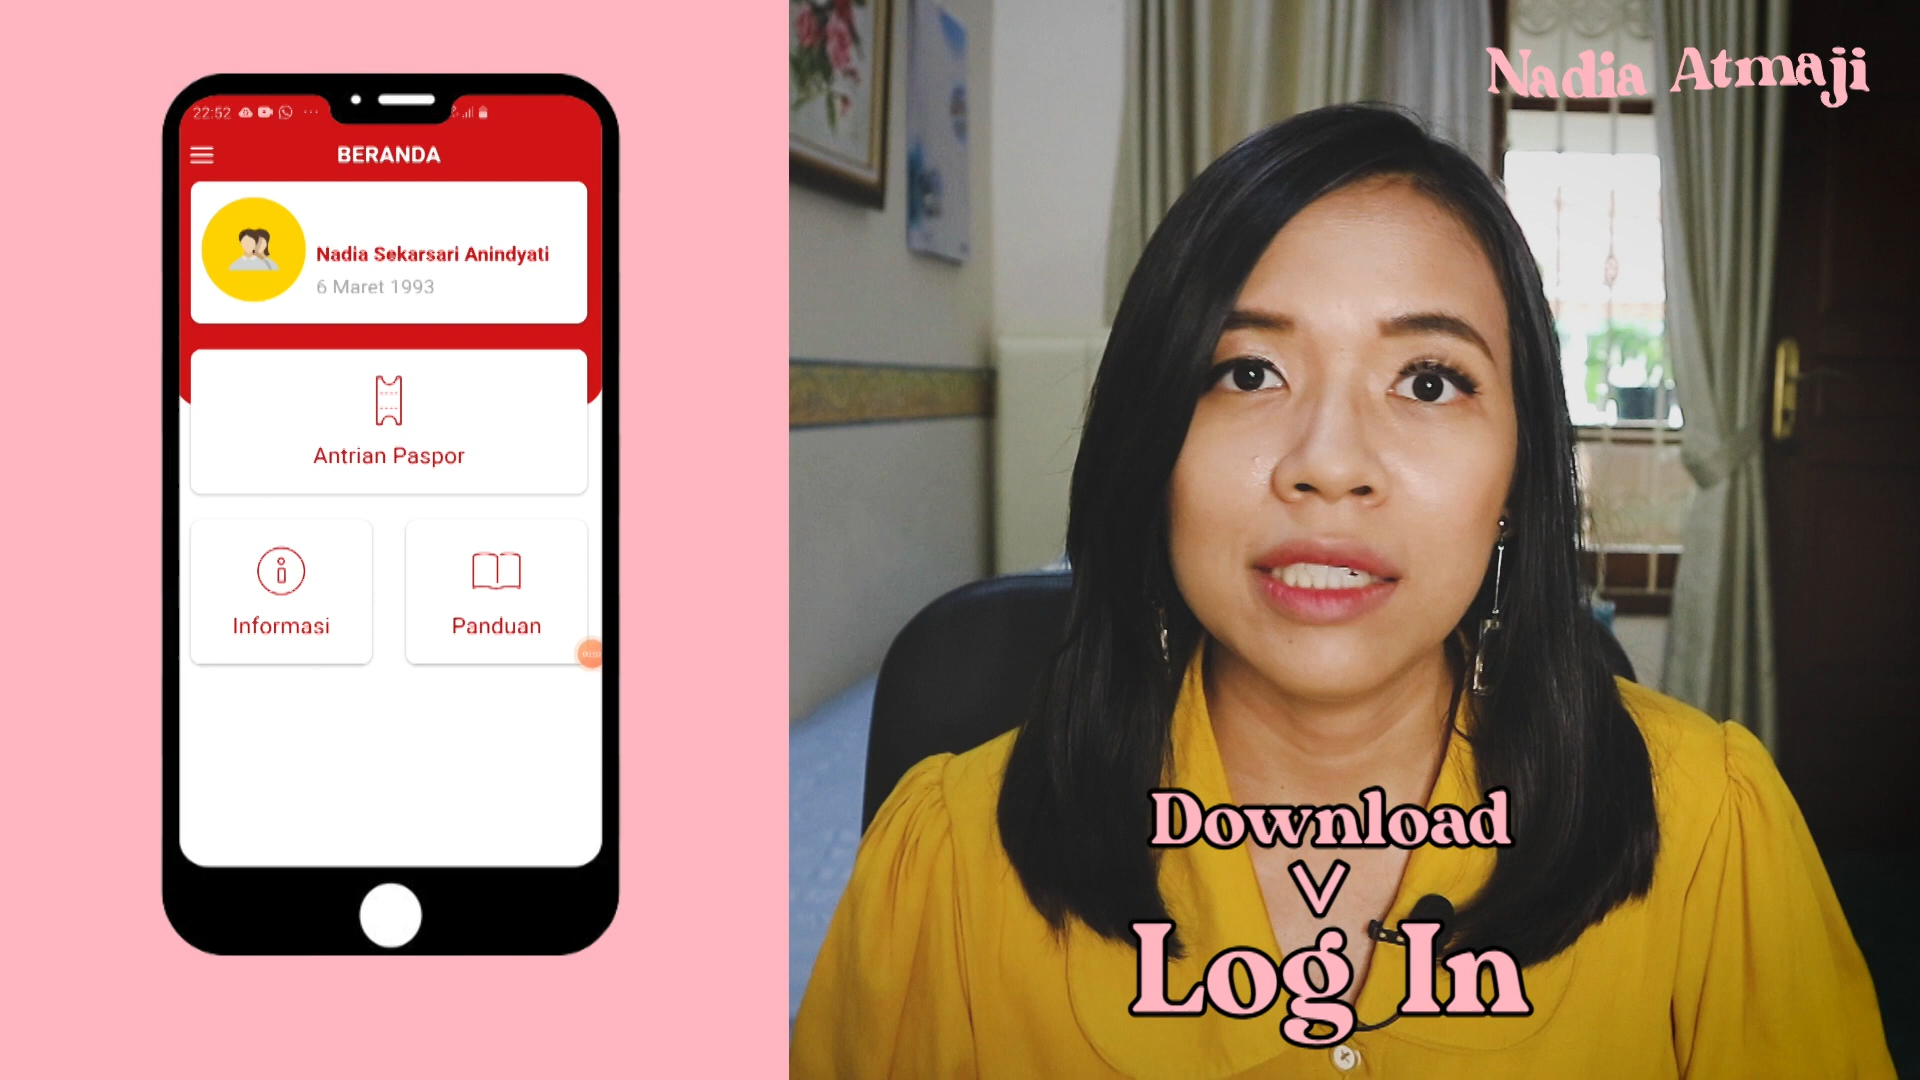 22:52
BERANDA
Nadia Sekarsari Anindyati
6 Maret 1993
Antrian Paspor
Informasi
Panduan
Nadia Atmaji
Download
Log In